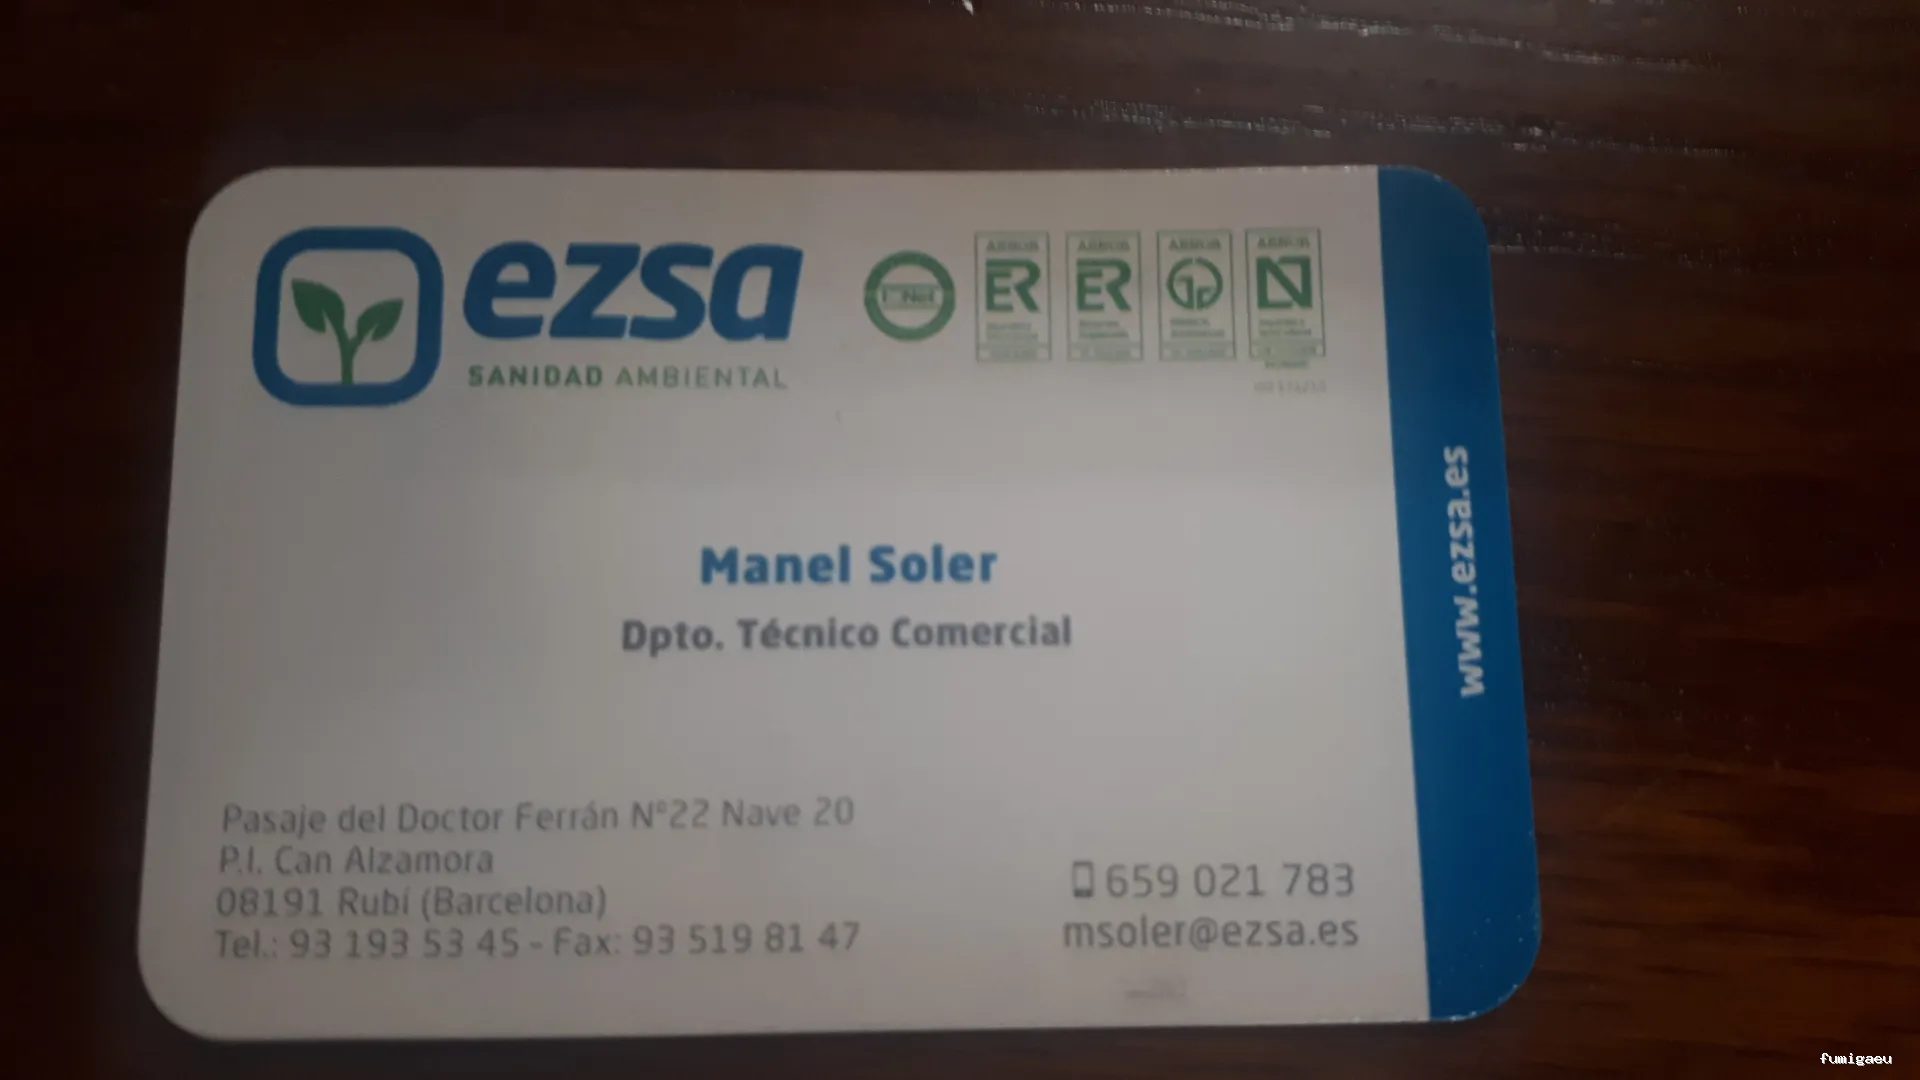 ezsa
SANIDAD AMBIENTAL
ER
ER
www.ezsa.es
Manel Soler
Dpto. Técnico Comercial
Pasaje del Doctor Ferrán Nº22 Nave 20
P.I. Can Alzamora
08191 Rubí (Barcelona)
Tel.: 93 193 53 45 - Fax: 93 519 81 47
659 021 783
msoler@ezsa.es
fumigaeu